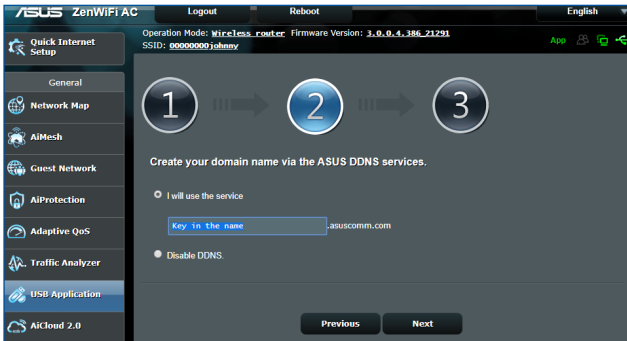 ASUS ZenWiFi AC Logout Reboot English
Operation Mode: Wireless router Firmware Version: 3.0.0.4.386_21291
SSID: 00000000johnny
App
Quick Internet
Setup
General
Network Map
AiMesh
Guest Network
AiProtection
Adaptive QoS
Traffic Analyzer
USB Application
AiCloud 2.0
1 2 3
Create your domain name via the ASUS DDNS services.
I will use the service
Key in the name .asuscomm.com
Disable DDNS.
Previous Next